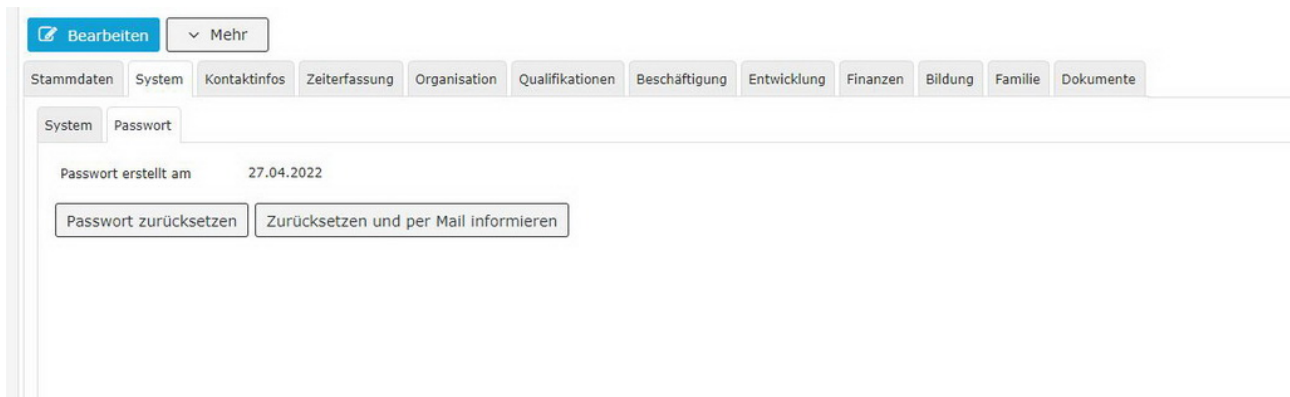 Bearbeiten Mehr
Stammdaten System Kontaktinfos Zeiterfassung Organisation Qualifikationen Beschäftigung Entwicklung Finanzen Bildung Familie Dokumente
System Passwort
Passwort erstellt am 27.04.2022
Passwort zurücksetzen Zurücksetzen und per Mail informieren